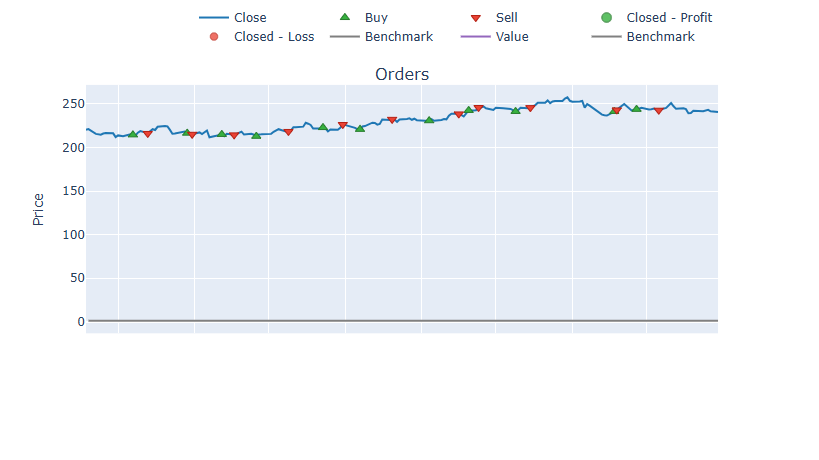 Close Buy Sell Closed - Profit
Closed - Loss Benchmark Value Benchmark
Orders
Price
250
200
150
100
50
0